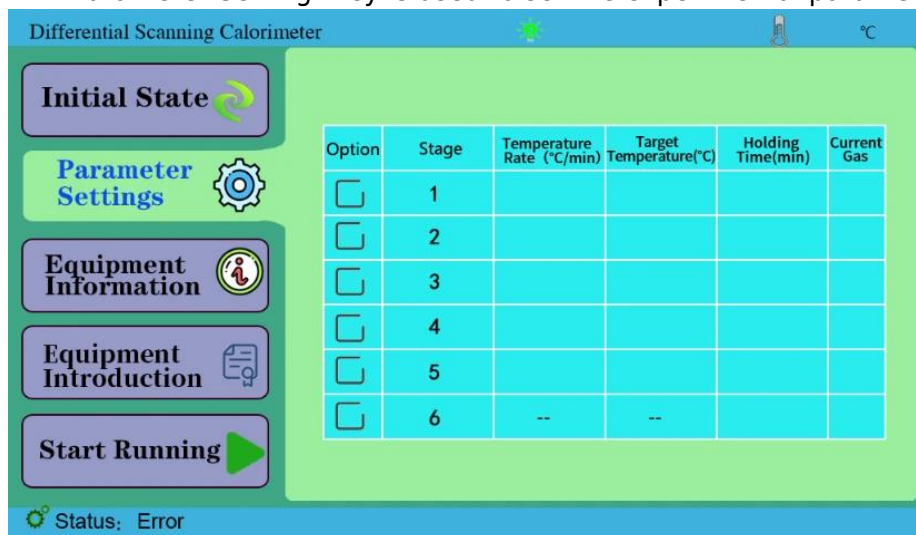 Differential Scanning Calorimeter
℃
Initial State
Parameter
Settings
Equipment
Information
Equipment
Introduction
Start Running
Option Stage Temperature Rate (℃/min) Target Temperature(℃) Holding Time(min) Current Gas
1
2
3
4
5
6 -- --
Status： Error